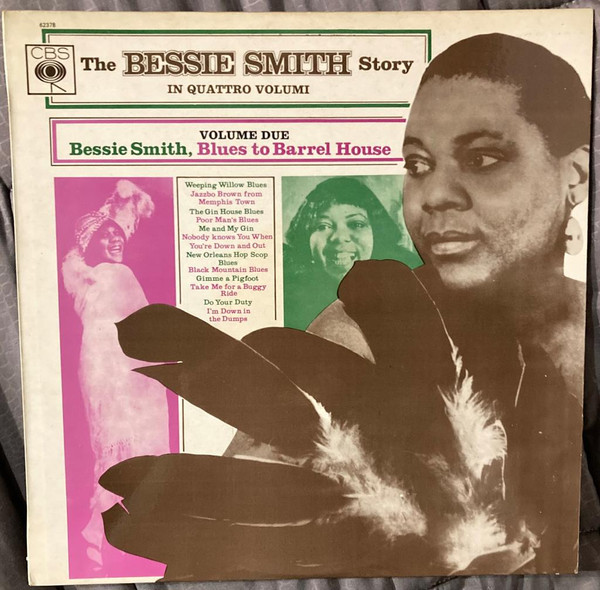 62378
CBS
The BESSIE SMITH Story
IN QUATTRO VOLUMI
VOLUME DUE
Bessie Smith, Blues to Barrel House
Weeping Willow Blues
Jazzbo Brown from
Memphis Town
The Gin House Blues
Poor Man's Blues
Me and My Gin
Nobody knows You When
You're Down and Out
New Orleans Hop Scop
Blues
Black Mountain Blues
Gimme a Pigfoot
Take Me for a Buggy
Ride
Do Your Duty
I'm Down in
the Dumps